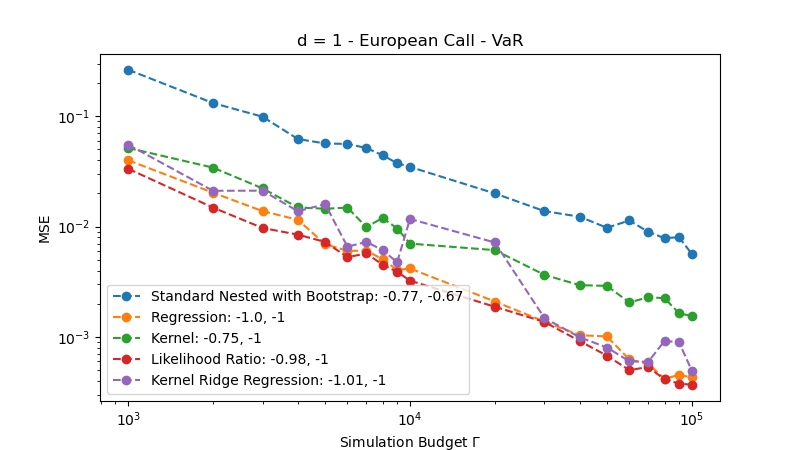 d = 1 - European Call - VaR
MSE
10⁻¹
10⁻²
10⁻³
Standard Nested with Bootstrap: -0.77, -0.67
Regression: -1.0, -1
Kernel: -0.75, -1
Likelihood Ratio: -0.98, -1
Kernel Ridge Regression: -1.01, -1
10³ 10⁴ 10⁵
Simulation Budget Γ